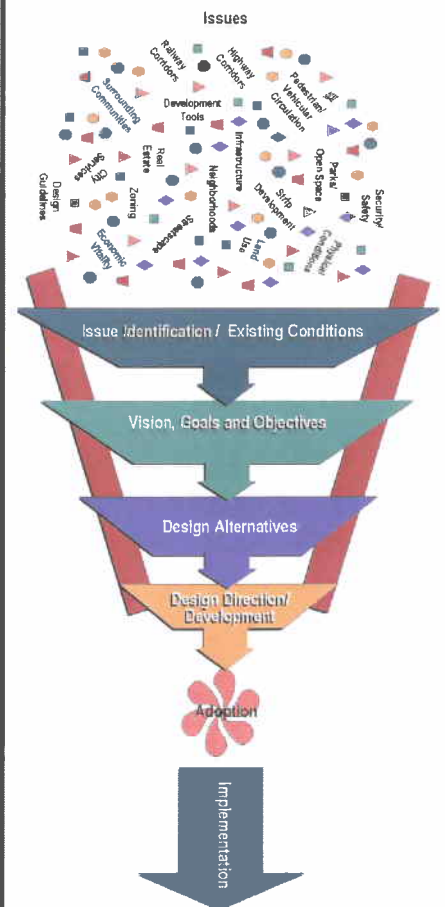 Issues
Railway
Corridors
Highway
Corridors
Surrounding
Communities
Development
Tools
Pedestrian/
Vehicular
Circulation
City
Services
Real
Estate
Infrastructure
Parks/
Open Space
Security/
Safety
Design
Guidelines
Zoning
Neighborhoods
Strip
Development
Economic
Vitality
Streetscape
Land
Use
Physical
Conditions
Issue Identification / Existing Conditions
Vision, Goals and Objectives
Design Alternatives
Design Direction/
Development
Adoption
Implementation